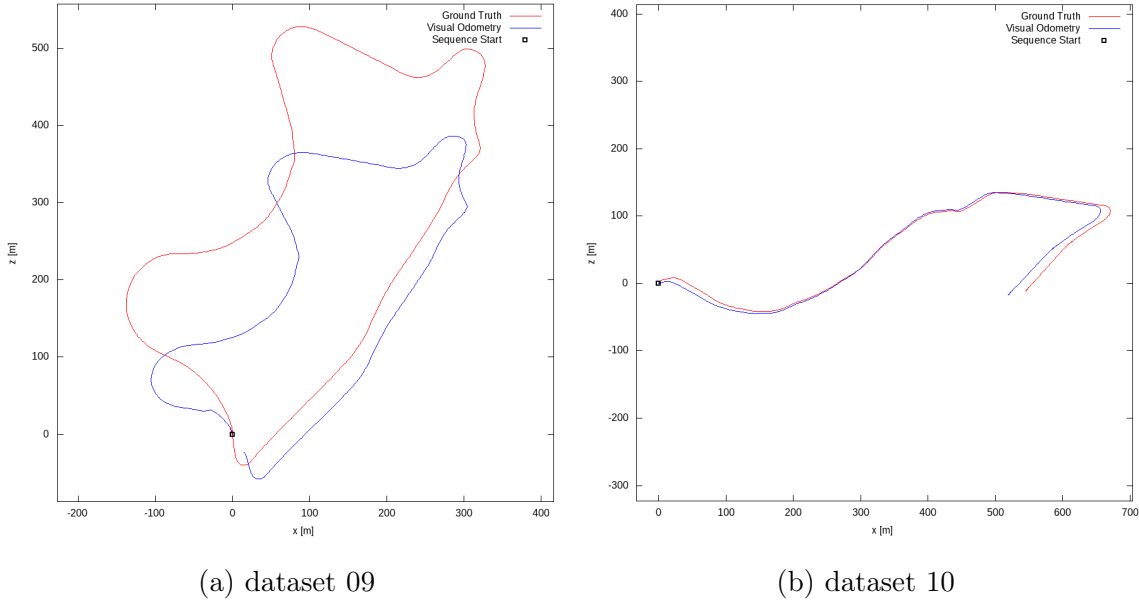 Ground Truth
Visual Odometry
Sequence Start
500
400
300
200
100
0
z [m]
-200
-100
0
100
200
300
400
x [m]
(a) dataset 09
Ground Truth
Visual Odometry
Sequence Start
400
300
200
100
0
-100
-200
-300
z [m]
0
100
200
300
400
500
600
700
x [m]
(b) dataset 10